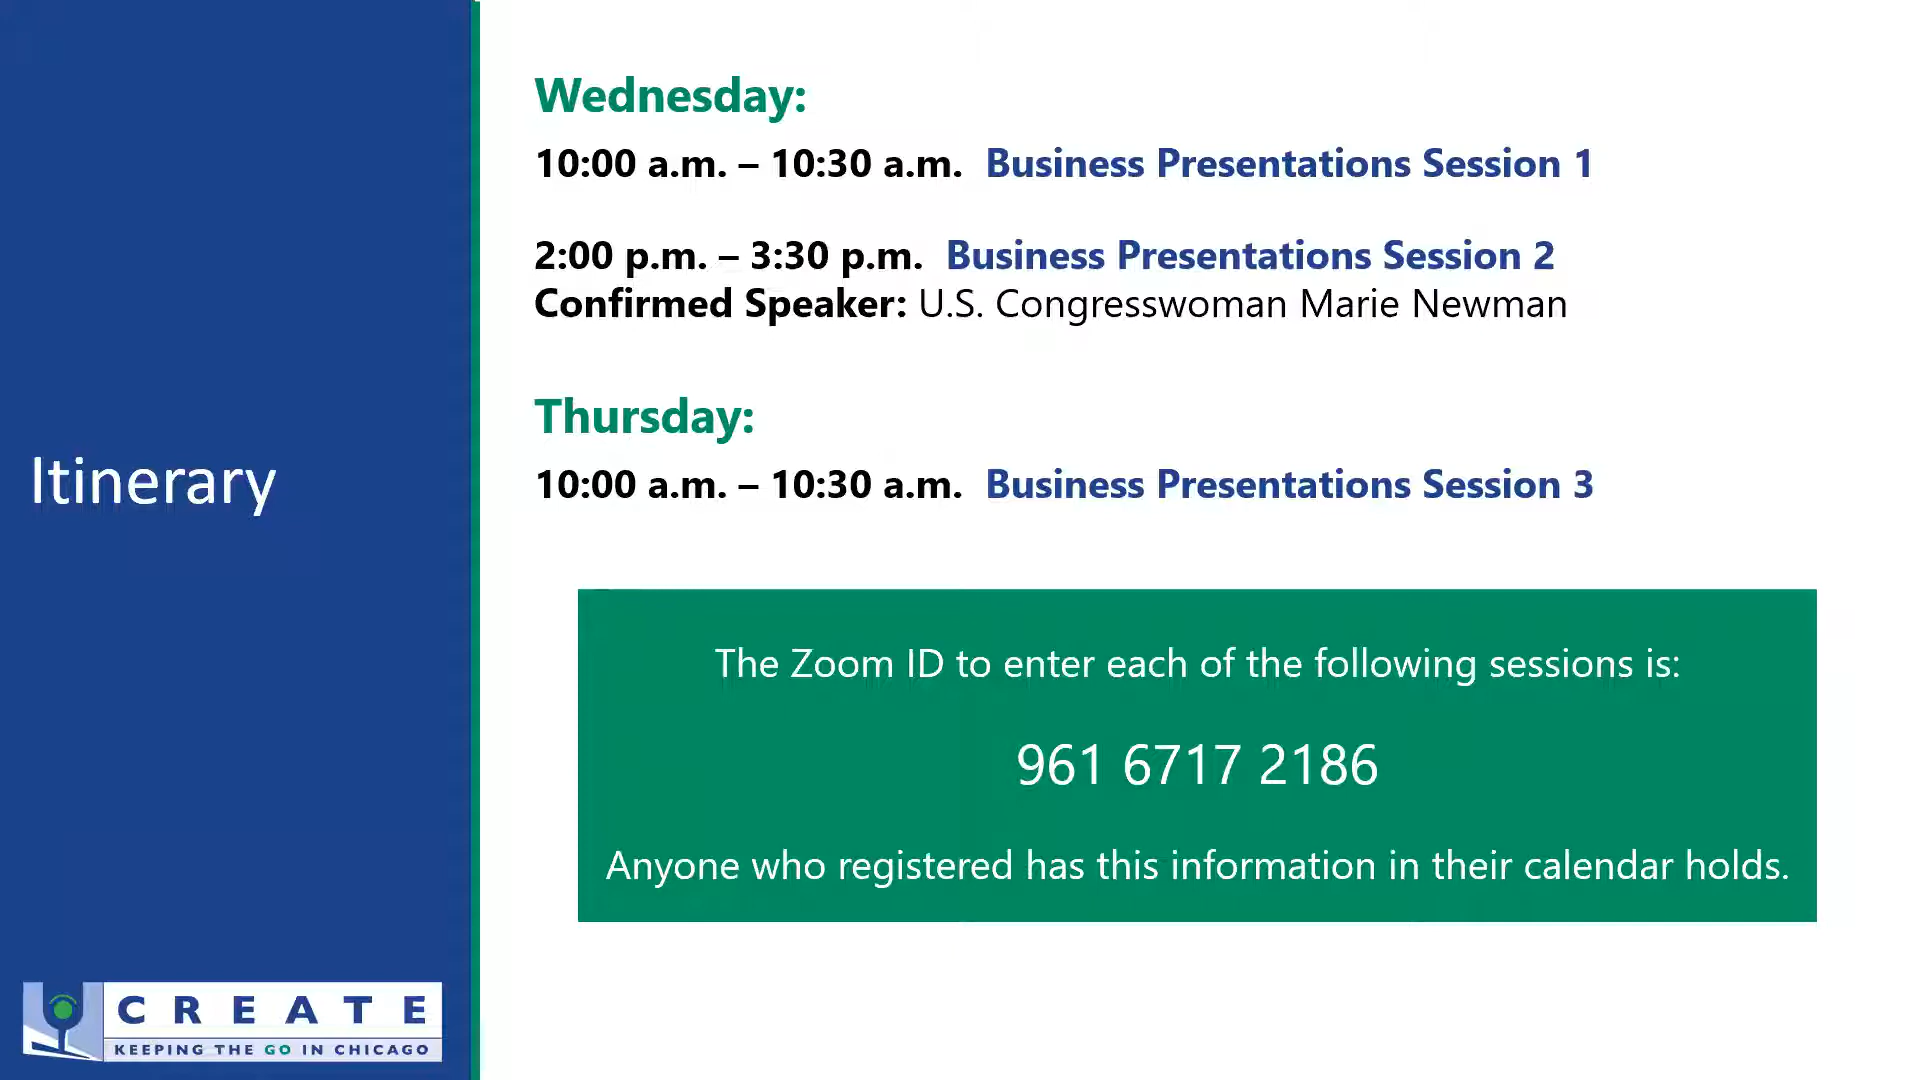 Itinerary
Wednesday:
10:00 a.m. – 10:30 a.m. Business Presentations Session 1
2:00 p.m. – 3:30 p.m. Business Presentations Session 2
Confirmed Speaker: U.S. Congresswoman Marie Newman
Thursday:
10:00 a.m. – 10:30 a.m. Business Presentations Session 3
The Zoom ID to enter each of the following sessions is:
961 6717 2186
Anyone who registered has this information in their calendar holds.
CREATE
KEEPING THE GO IN CHICAGO